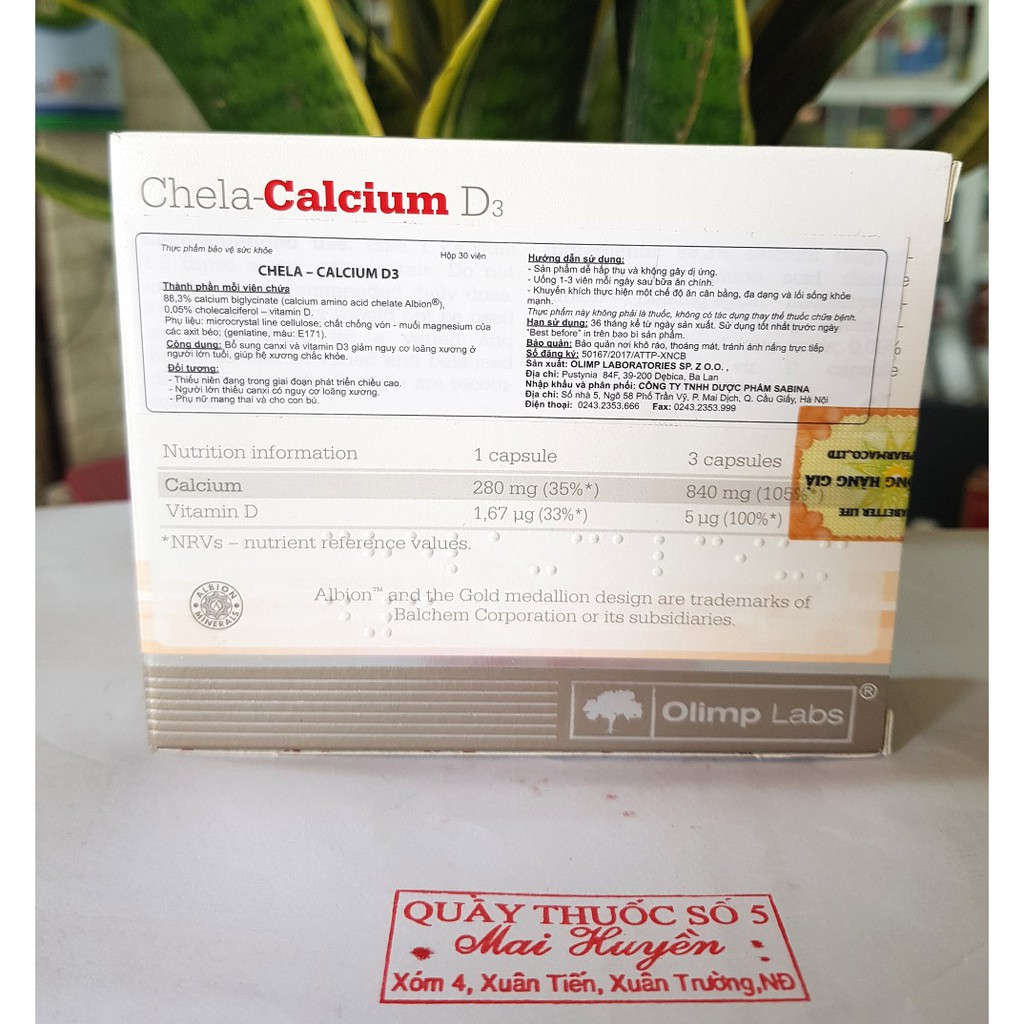 Chela-Calcium D3
Thực phẩm bảo vệ sức khỏe
Hộp 30 viên
CHELA – CALCIUM D3
Thành phần mỗi viên chứa
88,3% calcium biglycinate (calcium amino acid chelate Albion®),
0,05% cholecalciferol – vitamin D.
Phụ liệu: microcrystal line cellulose; chất chống vón - muối magnesium của
các axit béo; (genlatine, màu: E171).
Công dụng: Bổ sung canxi và vitamin D3 giảm nguy cơ loãng xương ở
người lớn tuổi, giúp hệ xương chắc khỏe.
Đối tượng:
- Thiếu niên đang trong giai đoạn phát triển chiều cao.
- Người lớn thiếu canxi có nguy cơ loãng xương.
- Phụ nữ mang thai và cho con bú.
Hướng dẫn sử dụng:
- Sản phẩm dễ hấp thụ và không gây dị ứng.
- Uống 1-3 viên mỗi ngày sau bữa ăn chính.
- Khuyến khích thực hiện một chế độ ăn cân bằng, đa dạng và lối sống khỏe
mạnh.
Thực phẩm này không phải là thuốc, không có tác dụng thay thế thuốc chữa bệnh.
Hạn sử dụng: 36 tháng kể từ ngày sản xuất. Sử dụng tốt nhất trước ngày
"Best before" in trên bao bì sản phẩm.
Bảo quản: Bảo quản nơi khô ráo, thoáng mát, tránh ánh nắng trực tiếp
Số đăng ký: 50167/2017/ATTP-XNCB
Sản xuất: OLIMP LABORATORIES SP. Z O.O. ,
Địa chỉ: Pustynia 84F, 39-200 Dębica, Ba Lan
Nhập khẩu và phân phối: CÔNG TY TNHH DƯỢC PHẨM SABINA
Địa chỉ: Số nhà 5, Ngõ 58 Phố Trần Vỹ, P. Mai Dịch, Q. Cầu Giấy, Hà Nội
Điện thoại: 0243.2353.666 Fax: 0243.2353.999
Nutrition information 1 capsule 3 capsules
Calcium 280 mg (35%*) 840 mg (105%*)
Vitamin D 1,67 µg (33%*) 5 µg (100%*)
*NRVs – nutrient reference values.
PHARMACO.,LTD
ỐNG HÀNG GIẢ
ABETTER LIFE
ALBION MINERALS
Albion™ and the Gold medallion design are trademarks of
Balchem Corporation or its subsidiaries.
Olimp Labs®
QUẦY THUỐC SỐ 5
Mai Huyền
Xóm 4, Xuân Tiến, Xuân Trường,NĐ